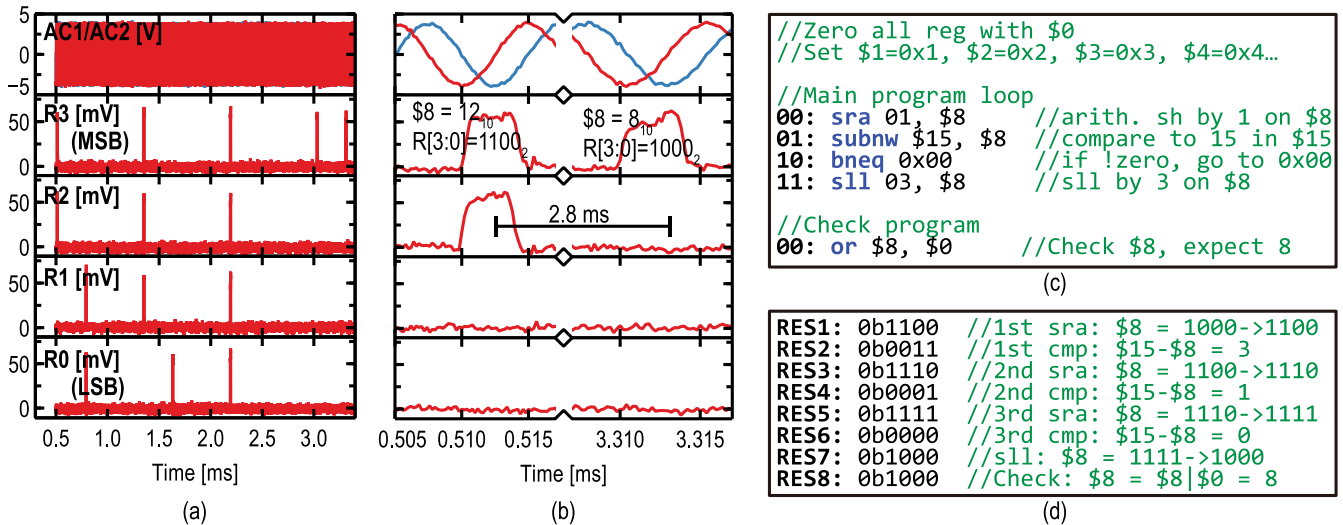 AC1/AC2 [V]
5
0
−5
R3 [mV]
(MSB)
50
0
R2 [mV]
50
0
R1 [mV]
50
0
R0 [mV]
(LSB)
50
0
0.5 1.0 1.5 2.0 2.5 3.0
Time [ms]
(a)
$8 = 12₁₀
R[3:0]=1100₂
$8 = 8₁₀
R[3:0]=1000₂
2.8 ms
0.505 0.510 0.515 3.310 3.315
Time [ms]
(b)
//Zero all reg with $0
//Set $1=0x1, $2=0x2, $3=0x3, $4=0x4…
//Main program loop
00: sra 01, $8 //arith. sh by 1 on $8
01: subnw $15, $8 //compare to 15 in $15
10: bneq 0x00 //if !zero, go to 0x00
11: sll 03, $8 //sll by 3 on $8
//Check program
00: or $8, $0 //Check $8, expect 8
(c)
RES1: 0b1100 //1st sra: $8 = 1000->1100
RES2: 0b0011 //1st cmp: $15-$8 = 3
RES3: 0b1110 //2nd sra: $8 = 1100->1110
RES4: 0b0001 //2nd cmp: $15-$8 = 1
RES5: 0b1111 //3rd sra: $8 = 1110->1111
RES6: 0b0000 //3rd cmp: $15-$8 = 0
RES7: 0b1000 //sll: $8 = 1111->1000
RES8: 0b1000 //Check: $8 = $8|$0 = 8
(d)